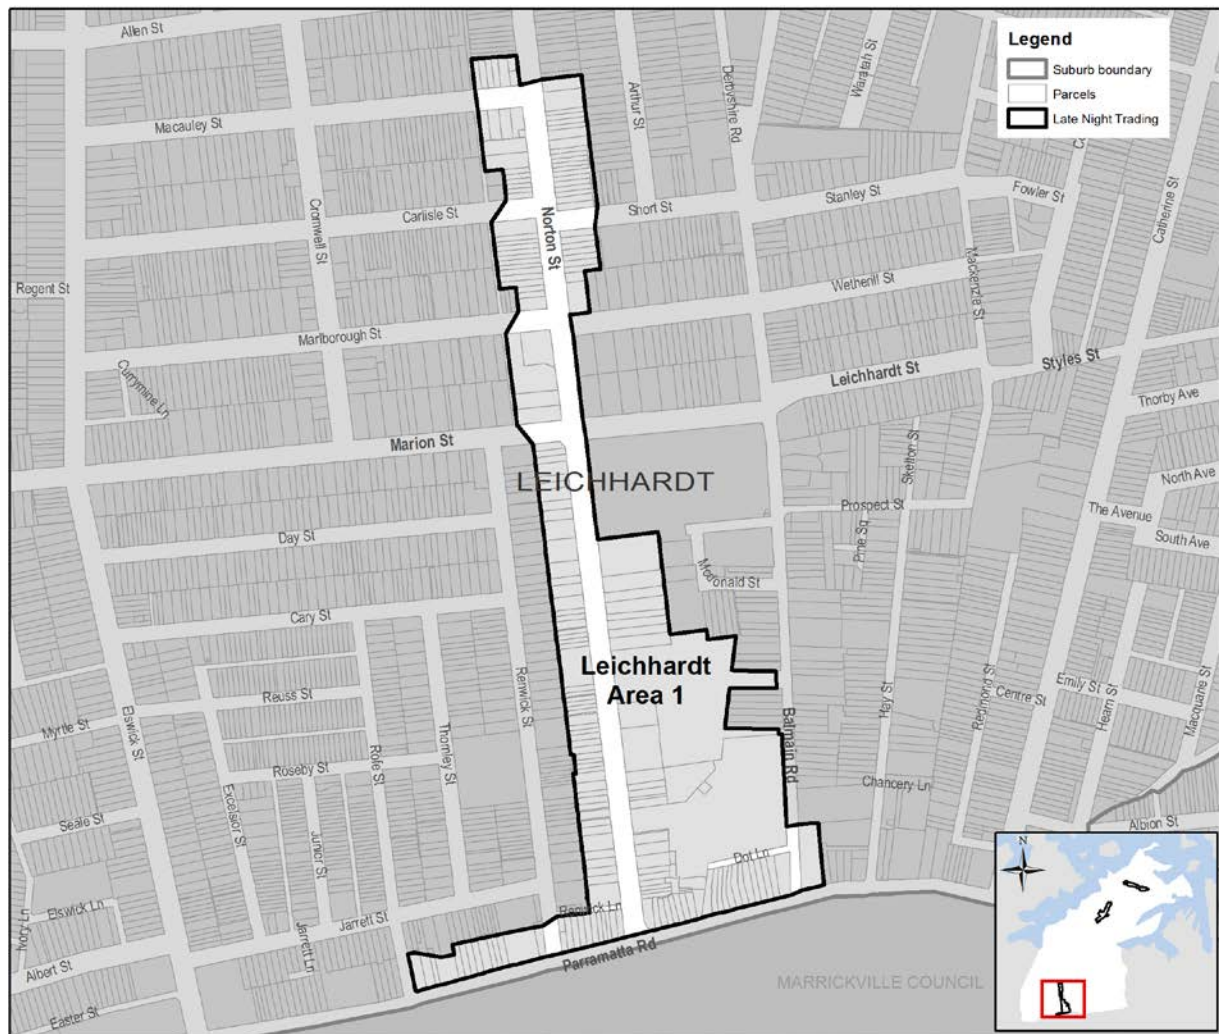 Allen St
Macauley St
Cromwell St
Carlisle St
Norton St
Arthur St
Derbyshire Rd
Waratah St
Legend
Suburb boundary
Parcels
Late Night Trading
Short St
Stanley St
Fowler St
Catherine St
Regent St
Wetherill St
Mackenzie St
Marlborough St
Currymine Ln
Leichhardt St
Styles St
Thorby Ave
Marion St
LEICHHARDT
Skelton St
North Ave
Prospect St
The Avenue
South Ave
Day St
Pine Sq
Mcdonald St
Cary St
Leichhardt
Area 1
Renwick St
Reuss St
Myrtle St
Elswick St
Rofe St
Thornley St
Roseby St
Balmain Rd
Hay St
Redmond St
Centre St
Emily St
Hearn St
Macquarie St
Chancery Ln
Seale St
Excelsior St
Junior St
Albion St
Dot Ln
N
Ivory Ln
Elswick Ln
Jarrett St
Jarrett Ln
Renwick Ln
Albert St
Parramatta Rd
Easter St
MARRICKVILLE COUNCIL